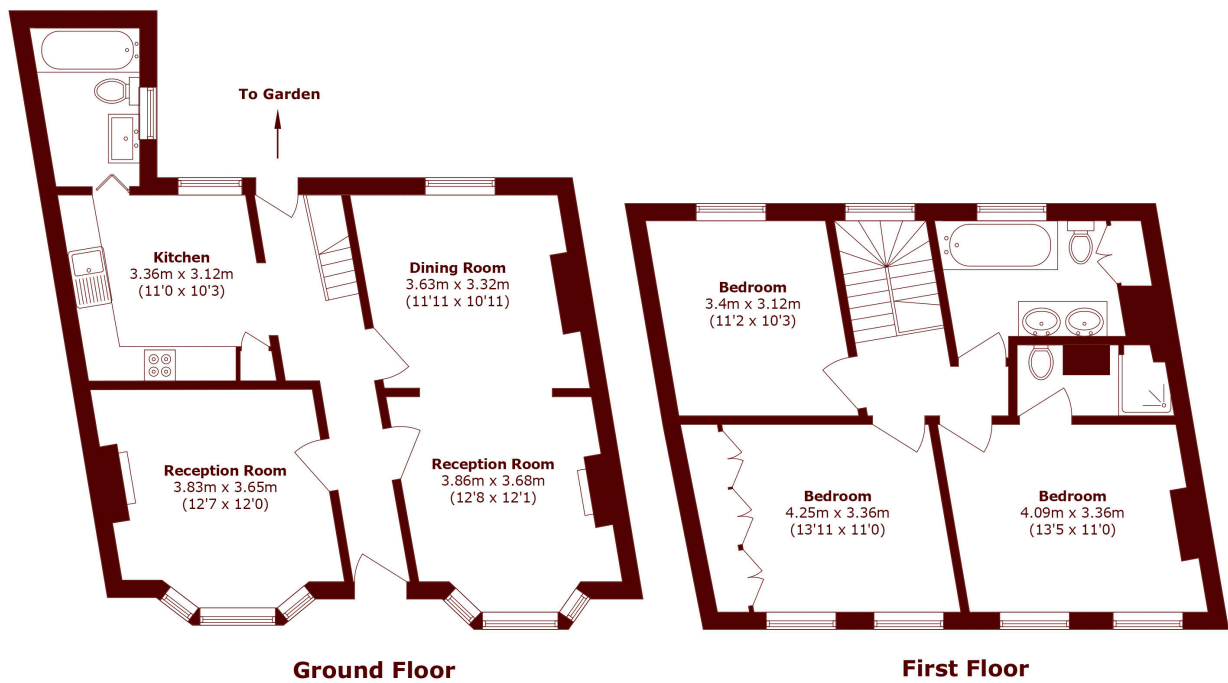 To Garden
Kitchen
3.36m x 3.12m
(11'0 x 10'3)
Dining Room
3.63m x 3.32m
(11'11 x 10'11)
Reception Room
3.83m x 3.65m
(12'7 x 12'0)
Reception Room
3.86m x 3.68m
(12'8 x 12'1)
Ground Floor
Bedroom
3.4m x 3.12m
(11'2 x 10'3)
Bedroom
4.25m x 3.36m
(13'11 x 11'0)
Bedroom
4.09m x 3.36m
(13'5 x 11'0)
First Floor